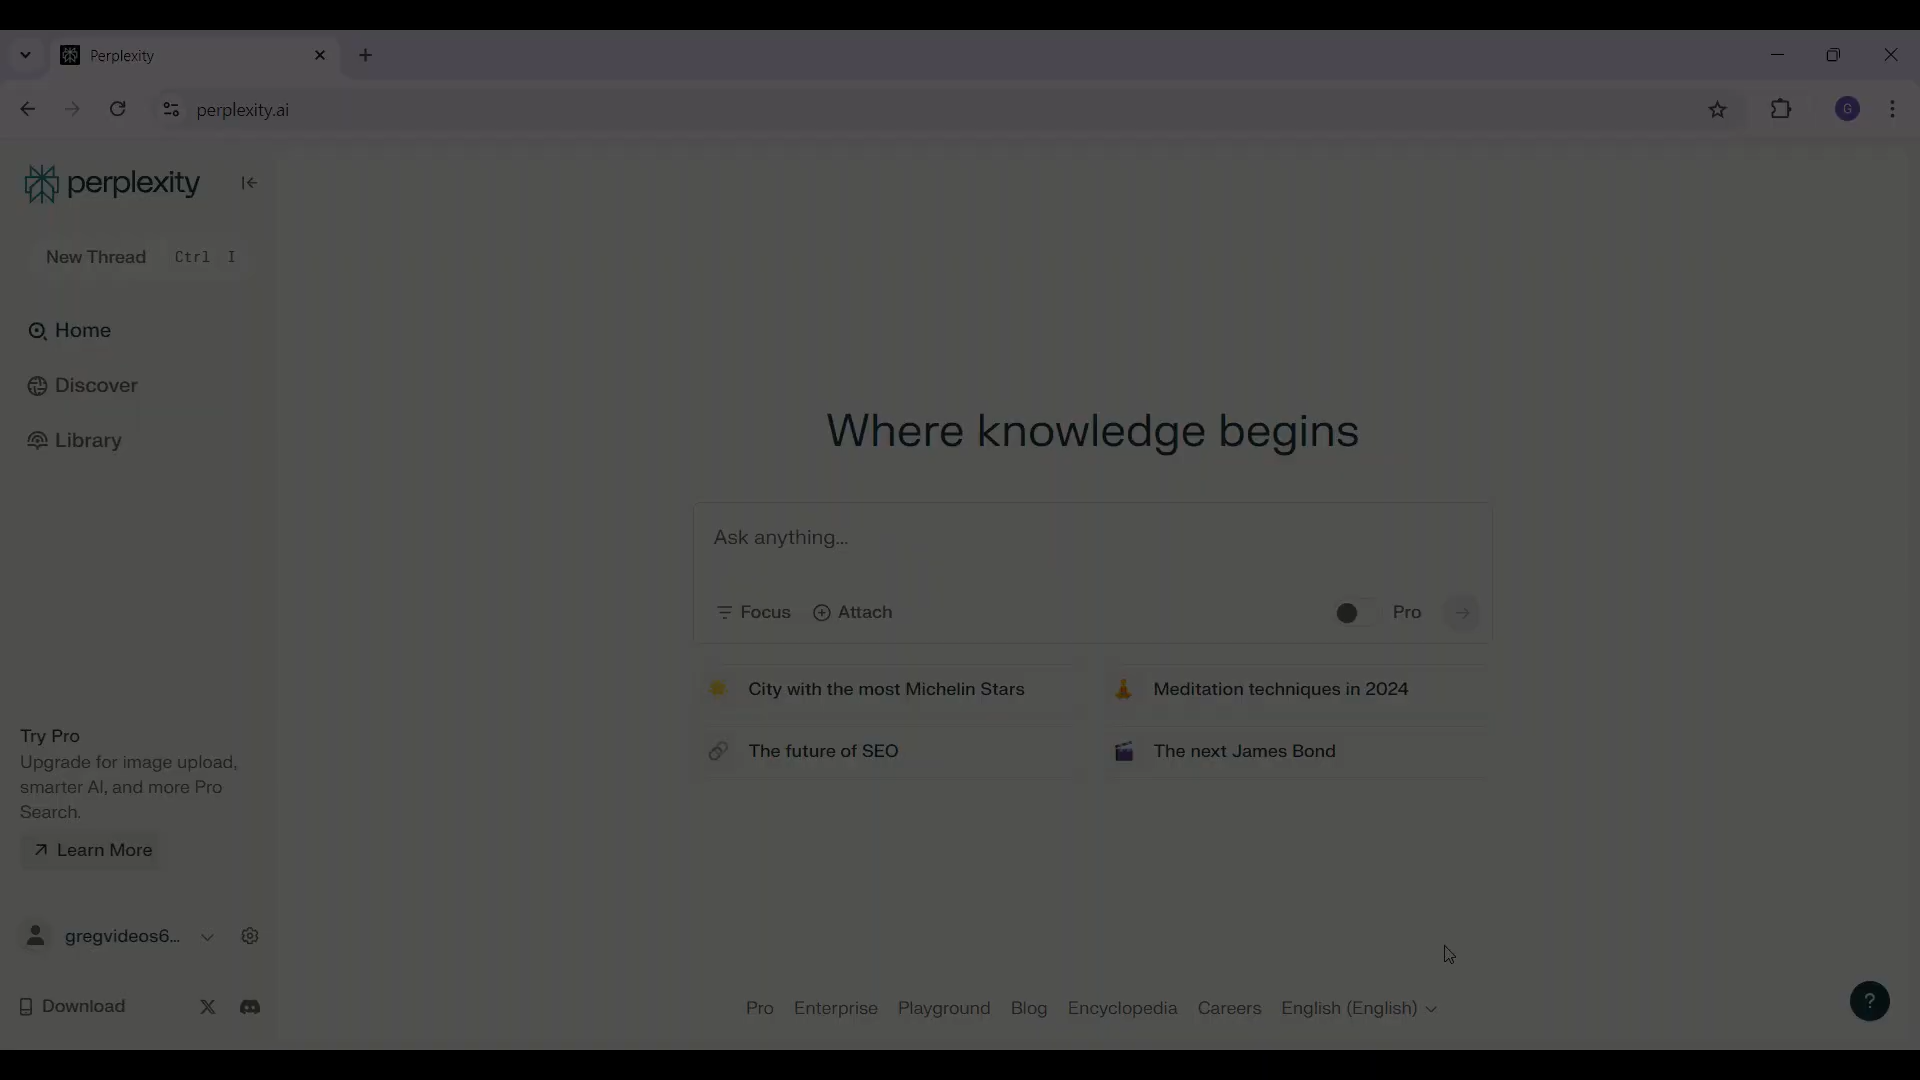 Perplexity
perplexity.ai
G
perplexity
New Thread Ctrl I
Home
Discover
Library
Where knowledge begins
Ask anything...
Focus Attach Pro
City with the most Michelin Stars
Meditation techniques in 2024
The future of SEO
The next James Bond
Try Pro
Upgrade for image upload,
smarter AI, and more Pro
Search.
Learn More
gregvideos6...
Download
Pro Enterprise Playground Blog Encyclopedia Careers English (English)
?